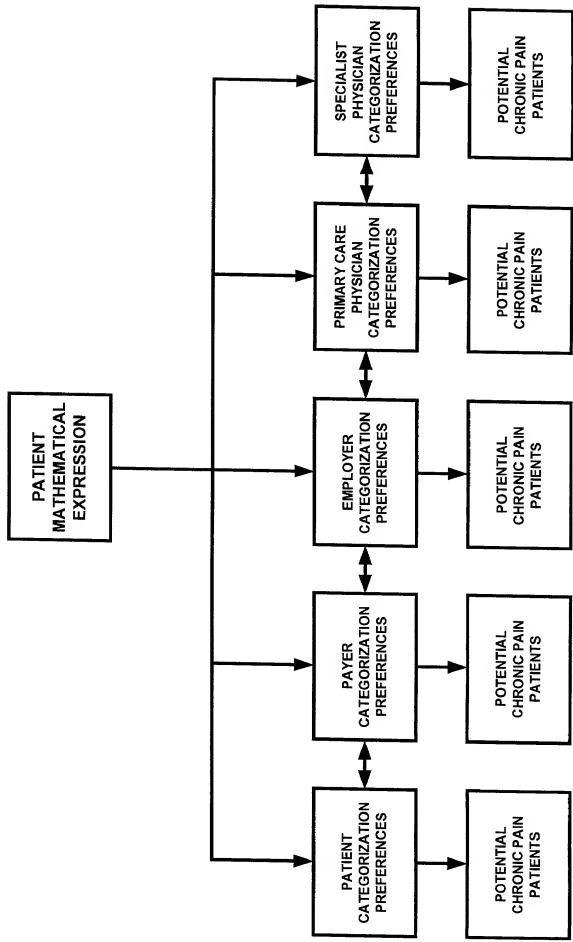 PATIENT
MATHEMATICAL
EXPRESSION
PATIENT
CATEGORIZATION
PREFERENCES
PAYER
CATEGORIZATION
PREFERENCES
EMPLOYER
CATEGORIZATION
PREFERENCES
PRIMARY CARE
PHYSICIAN
CATEGORIZATION
PREFERENCES
SPECIALIST
PHYSICIAN
CATEGORIZATION
PREFERENCES
POTENTIAL
CHRONIC PAIN
PATIENTS
POTENTIAL
CHRONIC PAIN
PATIENTS
POTENTIAL
CHRONIC PAIN
PATIENTS
POTENTIAL
CHRONIC PAIN
PATIENTS
POTENTIAL
CHRONIC PAIN
PATIENTS